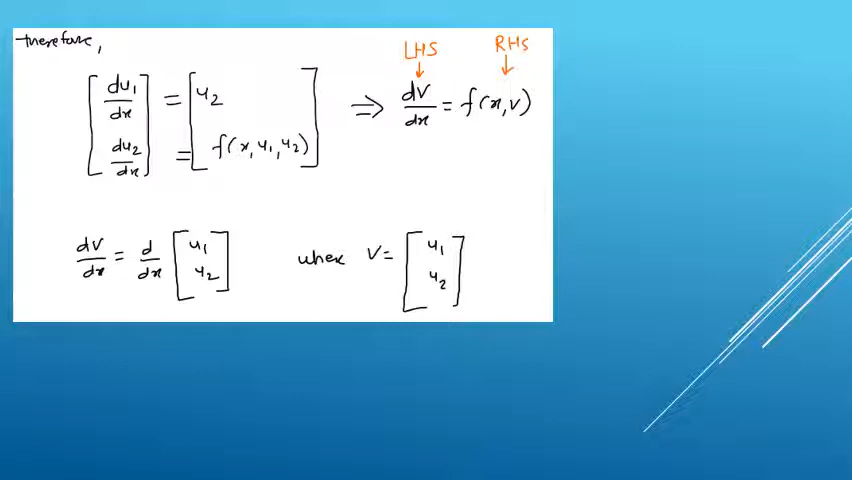 therefore,
LHS RHS
↓ ↓
[du₁/dx du₂/dx] = = [u₂ f(x, u₁, u₂)] ⇒ dV/dx = f(x, v)
dV/dx = d/dx [u₁ u₂] where V = [u₁ u₂]